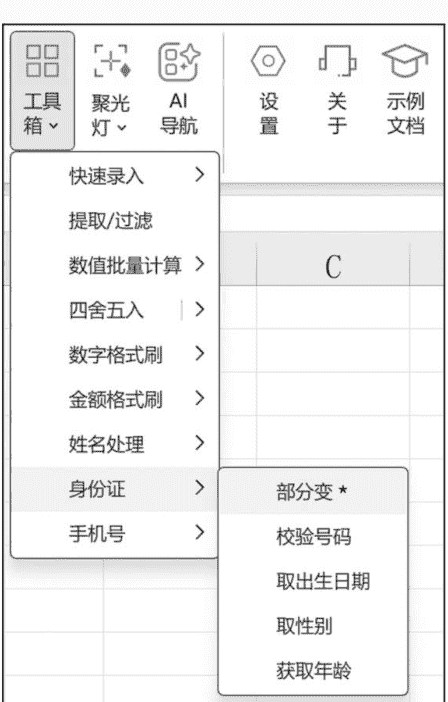 工具
箱
聚光
灯
AI
导航
设
置
关
于
示例
文档
快速录入
提取/过滤
数值批量计算
C
四舍五入
数字格式刷
金额格式刷
姓名处理
身份证
部分变 *
手机号
校验号码
取出生日期
取性别
获取年龄